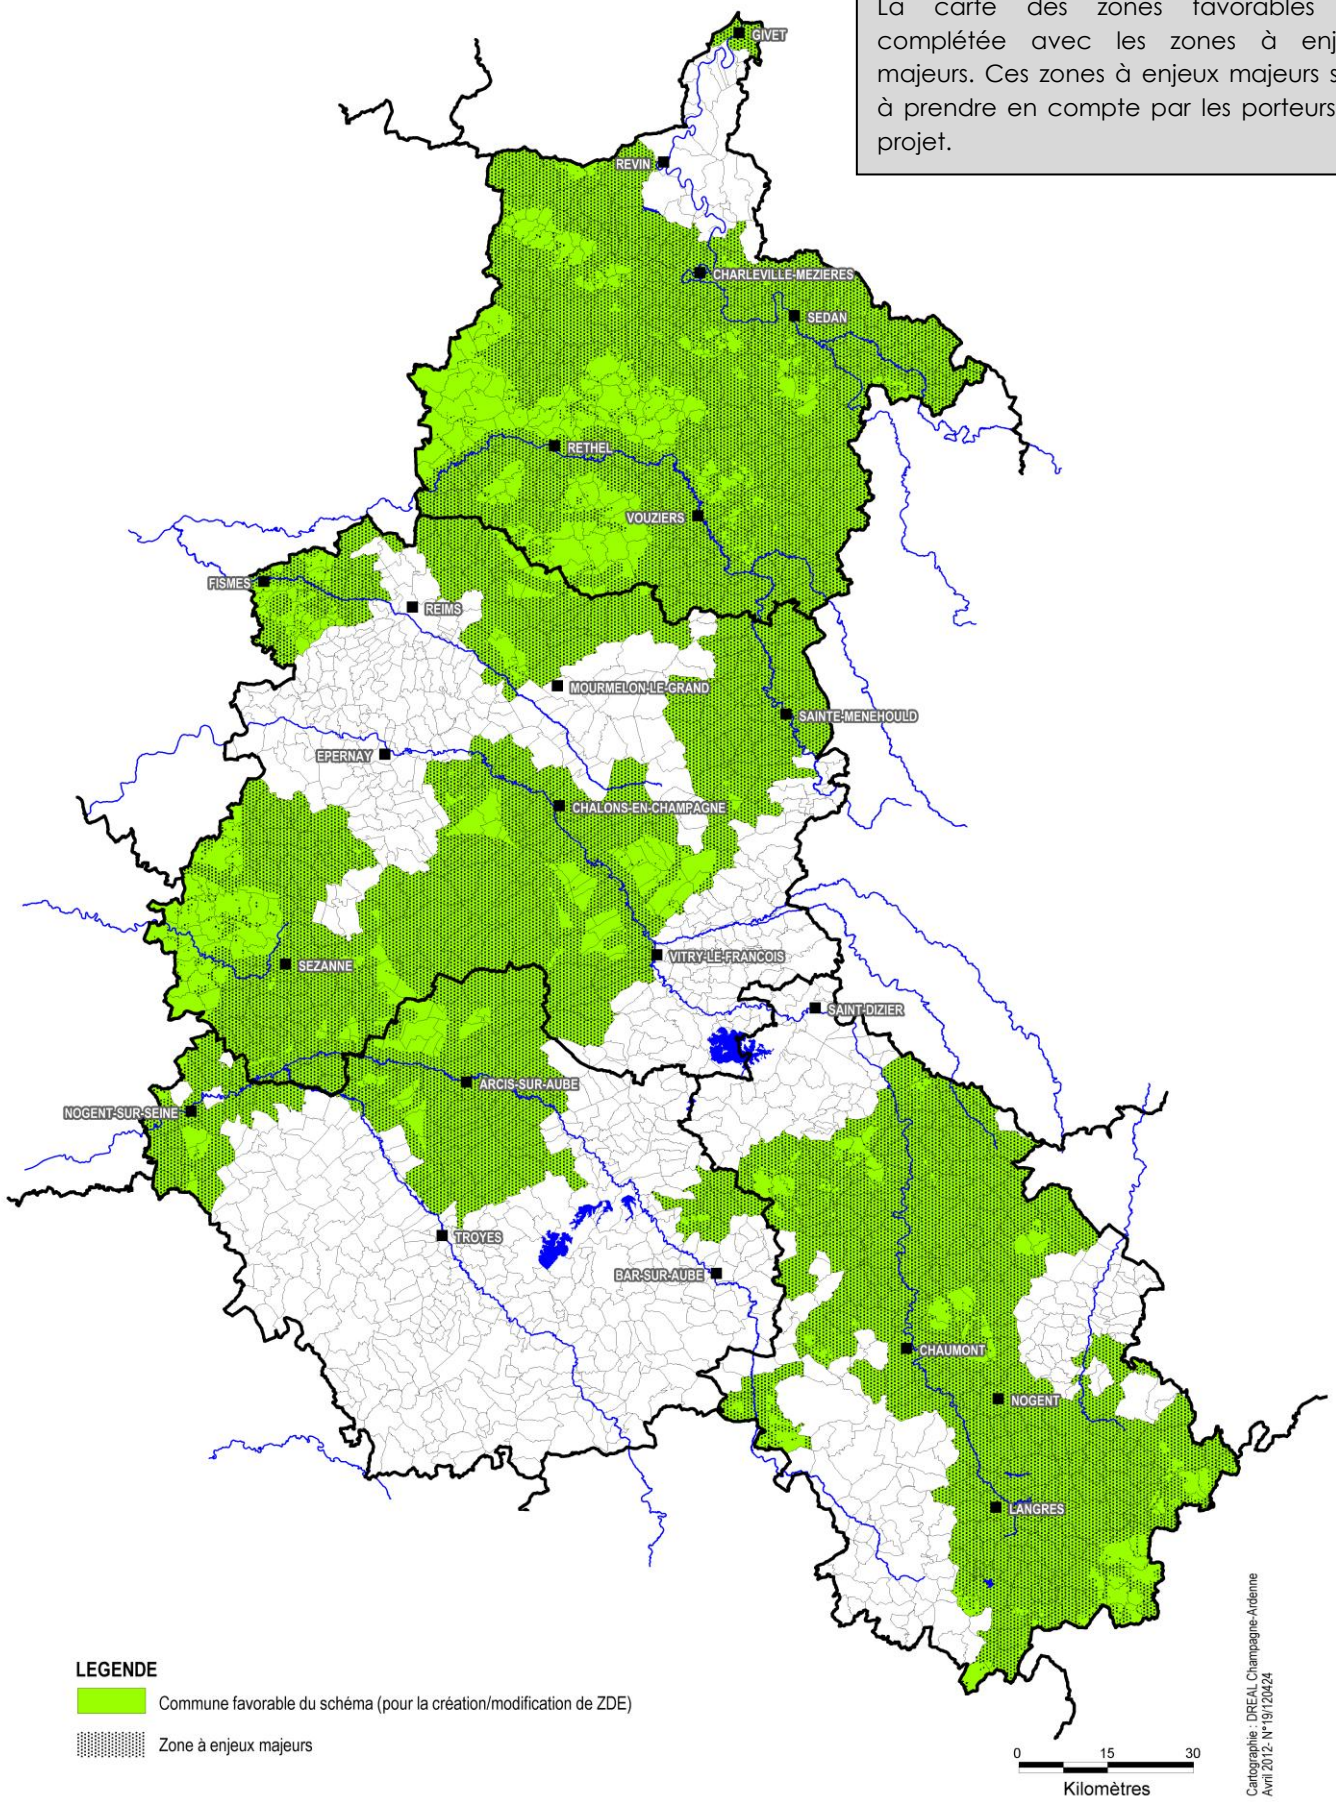 La carte des zones favorables
complétée avec les zones à
majeurs. Ces zones à enjeux majeurs
à prendre en compte par les porteurs
projet.
GIVET
REVIN
CHARLEVILLE-MEZIERES
SEDAN
RETHEL
VOUZIERS
FISMES
REIMS
MOURMELON-LE-GRAND
SAINTE-MENEHOULD
EPERNAY
CHALONS-EN-CHAMPAGNE
VITRY-LE-FRANCOIS
SEZANNE
SAINT-DIZIER
ARCIS-SUR-AUBE
NOGENT-SUR-SEINE
TROYES
BAR-SUR-AUBE
CHAUMONT
NOGENT
LANGRES
LEGENDE
Commune favorable du schéma (pour la création/modification de ZDE)
Zone à enjeux majeurs
0 15 30
Kilomètres
Cartographie : DREAL Champagne-Ardenne
Avril 2012- N°19/120424